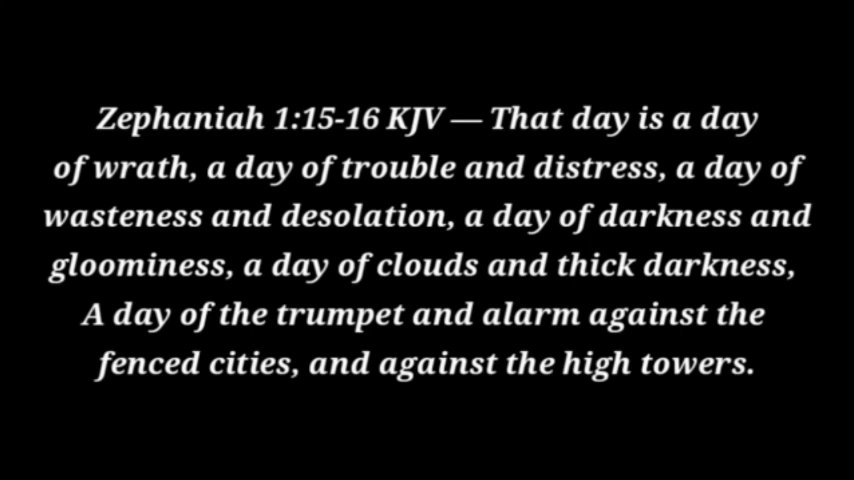 Zephaniah 1:15-16 KJV — That day is a day
of wrath, a day of trouble and distress, a day of
wasteness and desolation, a day of darkness and
gloominess, a day of clouds and thick darkness,
A day of the trumpet and alarm against the
fenced cities, and against the high towers.